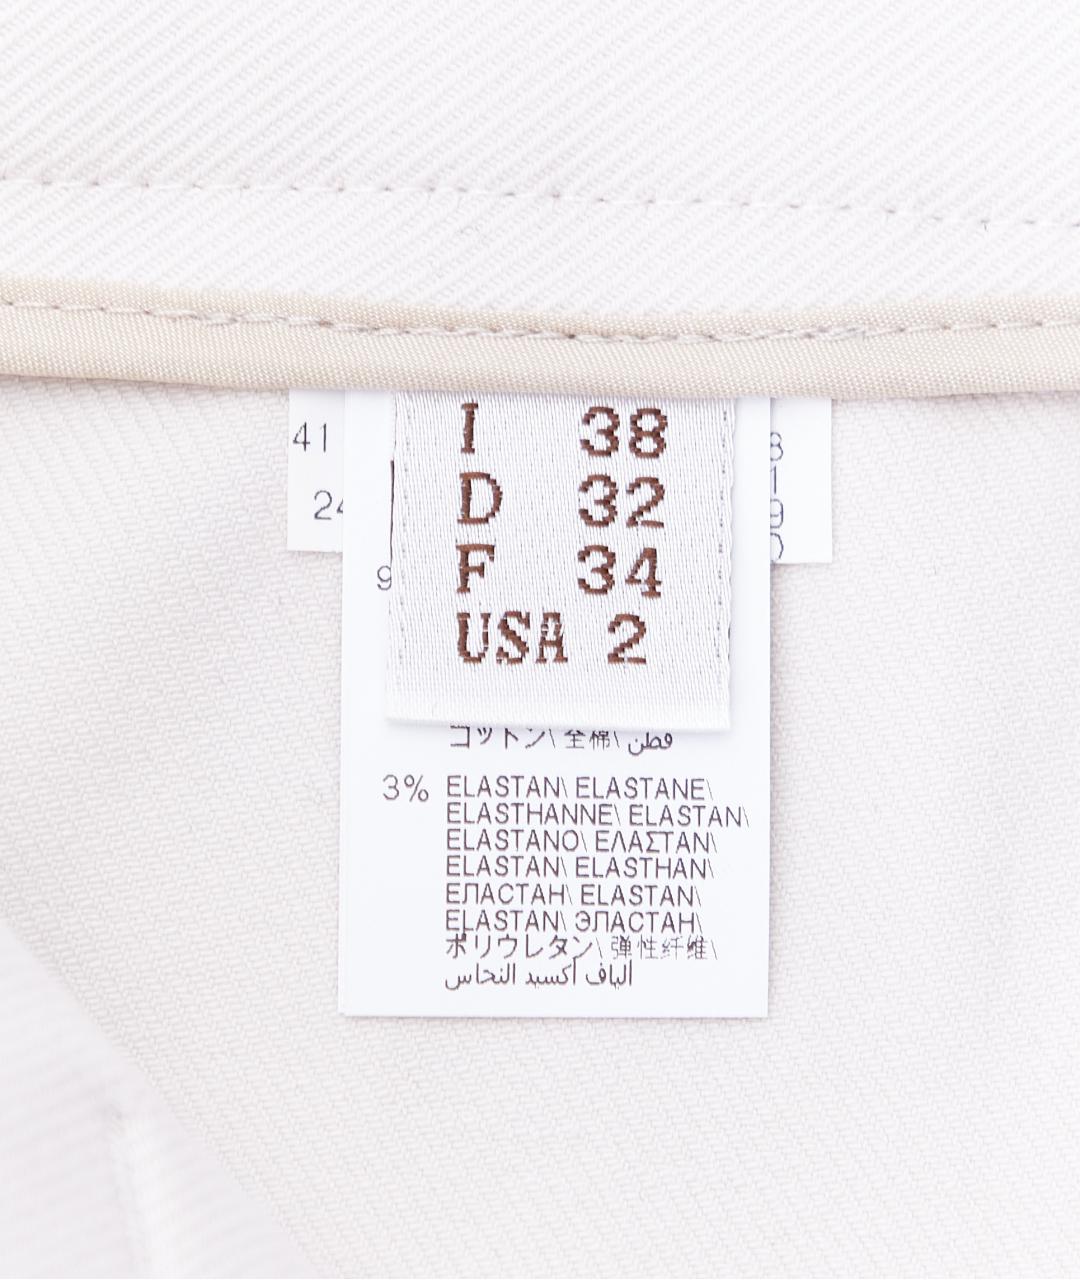 I 38
D 32
F 34
USA 2
41
24
9
コットン\ 全棉\ قطن
3% ELASTAN\ ELASTANE\
ELASTHANNE\ ELASTAN\
ELASTANO\ ΕΛΑΣΤΑΝ\
ELASTAN\ ELASTHAN\
ЕЛАСТАН\ ELASTAN\
ELASTAN\ ЭЛАСТАН\
ポリウレタン\ 弹性纤维\
الياف اكسيد النحاس